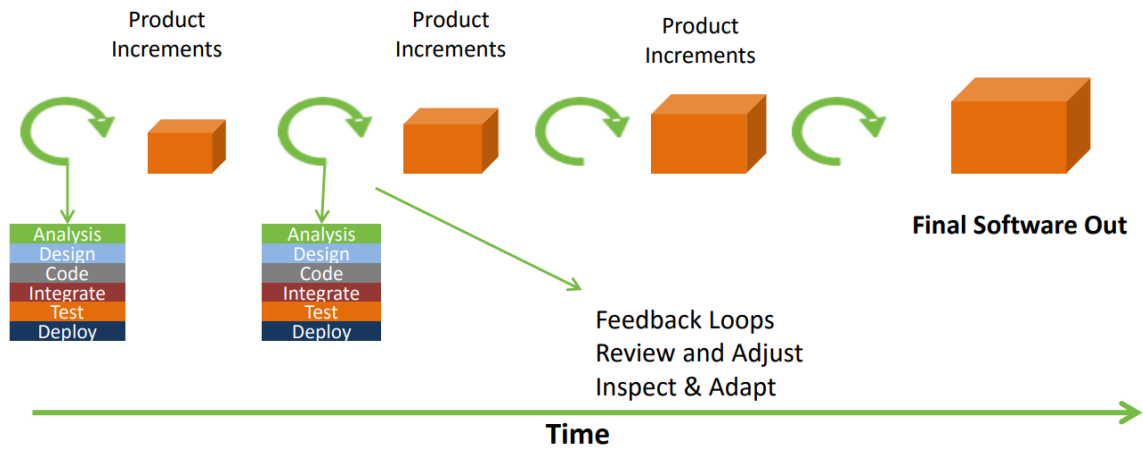 Product
Increments
Product
Increments
Product
Increments
Final Software Out
Analysis
Design
Code
Integrate
Test
Deploy
Analysis
Design
Code
Integrate
Test
Deploy
Feedback Loops
Review and Adjust
Inspect & Adapt
Time